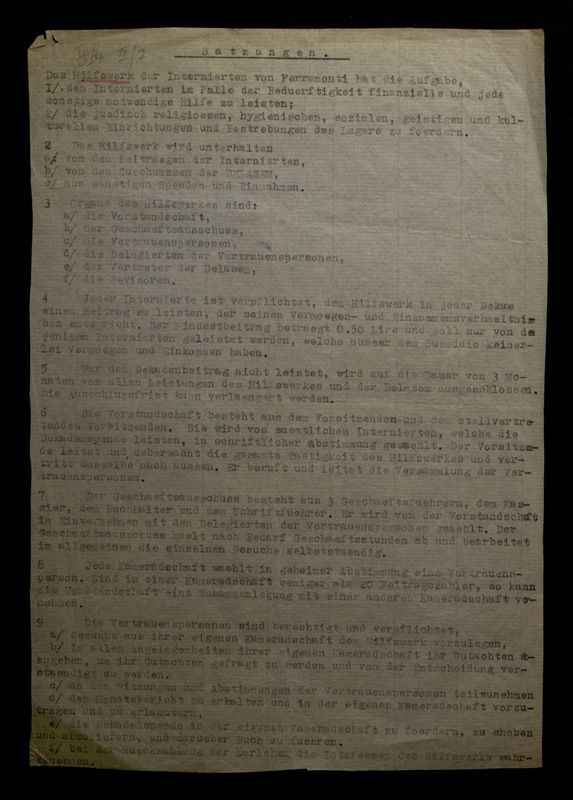 II/4 II/7
Satzungen.
Das Hilfswerk der Internierten von Ferramonti hat die Aufgabe,
1/. den Internierten im Falle der Beduerftigkeit finanzielle und jede
sonstige notwendige Hilfe zu leisten;
2/ die juedisch religioesen, hygienischen, sozialen, geistigen und kul-
turellen Einrichtungen und Bestrebungen des Lagers zu foerdern.
2 Das Hilfswerk wird unterhalten
a/ von den Beitraegen der Internierten,
b/ von den Zuschuessen der DELASEM,
c/ aus sonstigen Spenden und Einnahmen.
3 Organe des Hilfswerkes sind:
a/ die Vorstandschaft,
b/ der Geschaeftsausschuss,
c/ die Vertrauenspersonen,
d/ die Delegierten der Vertrauenspersonen,
e/ der Vertreter der Delasem,
f/ die Revisoren.
4 Jeder Internierte ist verpflichtet, dem Hilfswerk in jeder Dekade
einen Beitrag zu leisten, der seinen Vermoegens- und Einkommensverhaeltnis-
sen entspricht. Der Mindestbeitrag betraegt 0.50 Lire und soll nur von de
jenigen Internierten geleistet werden, welche ausser dem Sussidio keiner-
lei Vermoegen und Einkommen haben.
5 Wer den Dekadenbeitrag nicht leistet, wird auf die Dauer von 3 Mo-
naten von allen Leistungen des Hilfswerkes und der Delasem ausgeschlossen.
Die Ausschlussfrist kann verlaengert werden.
6 Die Vorstandschaft besteht aus dem Vorsitzenden und dem stellvertre-
tenden Vorsitzenden. Sie wird von saemtlichen Internierten, welche die
Dekadenspende leisten, in schriftlicher Abstimmung gewaehlt. Der Vorsitze-
de leitet und ueberwacht die gesamte Taetigkeit des Hilfswerkes und ver-
tritt dasselbe nach aussen. Er beruft und leitet die Versammlung der Ver-
trauenspersonen.
7 Der Geschaeftsausschuss besteht aus 3 Geschaeftsfuehrern, dem Kas-
sier, dem Buchhalter und dem Schriftfuehrer. Er wird von der Vorstandschaft
im Einvernehmen mit den Delegierten der Vertrauenspersonen gewaehlt. Der
Geschaeftsausschuss haelt nach Bedarf Geschaeftsstunden ab und bearbeitet
im allgemeinen die einzelnen Gesuche selbststaendig.
8 Jede Kameradschaft waehlt in geheimer Abstimmung eine Vertrauens-
person. Sind in einer Kameradschaft weniger als 20 Beitragszahler, so kann
die Vorstandschaft eine Zusammenlegung mit einer anderen Kameradschaft vor-
nehmen.
9 Die Vertrauenspersonen sind berechtigt und verpflichtet,
a/ Gesuche aus ihrer eigenen Kameradschaft dem Hilfswerk vorzulegen,
b/ in allen Angelegenheiten ihrer eigenen Kameradschaft ihr Gutachten ab-
zugeben, um ihr Gutachten gefragt zu werden und von der Entscheidung ver-
staendigt zu werden.
c/ an den Sitzungen und Abstimmungen der Vertrauenspersonen teilzunehmen
d/ den Monatsbericht zu erhalten und in der eigenen Kameradschaft vorzu-
tragen und zu erlaeutern,
e/ die Dekadenspende in der eigenen Kameradschaft zu foerdern, zu erheben
und abzuliefern, und darueber Buch zu fuehren.
f/ bei der Rueckzahlung der Darlehen die Interessen des Hilfswerks wahr-
zunehmen.